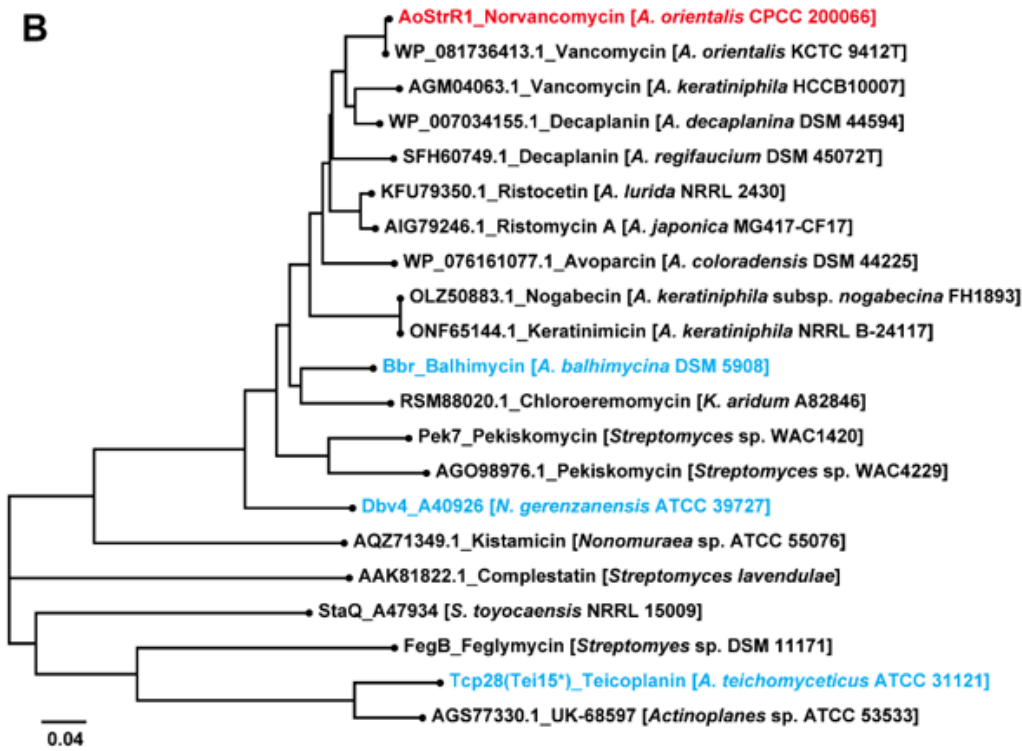 B
AoStrR1_Norvancomycin [A. orientalis CPCC 200066]
WP_081736413.1_Vancomycin [A. orientalis KCTC 9412T]
AGM04063.1_Vancomycin [A. keratiniphila HCCB10007]
WP_007034155.1_Decaplanin [A. decaplanina DSM 44594]
SFH60749.1_Decaplanin [A. regifaucium DSM 45072T]
KFU79350.1_Ristocetin [A. lurida NRRL 2430]
AIG79246.1_Ristomycin A [A. japonica MG417-CF17]
WP_076161077.1_Avoparcin [A. coloradensis DSM 44225]
OLZ50883.1_Nogabecin [A. keratiniphila subsp. nogabecina FH1893]
ONF65144.1_Keratinimicin [A. keratiniphila NRRL B-24117]
Bbr_Balhimycin [A. balhimycina DSM 5908]
RSM88020.1_Chloroeremomycin [K. aridum A82846]
Pek7_Pekiskomycin [Streptomyces sp. WAC1420]
AGO98976.1_Pekiskomycin [Streptomyces sp. WAC4229]
Dbv4_A40926 [N. gerenzanensis ATCC 39727]
AQZ71349.1_Kistamicin [Nonomuraea sp. ATCC 55076]
AAK81822.1_Complestatin [Streptomyces lavendulae]
StaQ_A47934 [S. toyocaensis NRRL 15009]
FegB_Feglymycin [Streptomyes sp. DSM 11171]
Tcp28(Tei15*)_Teicoplanin [A. teichomyceticus ATCC 31121]
AGS77330.1_UK-68597 [Actinoplanes sp. ATCC 53533]
0.04